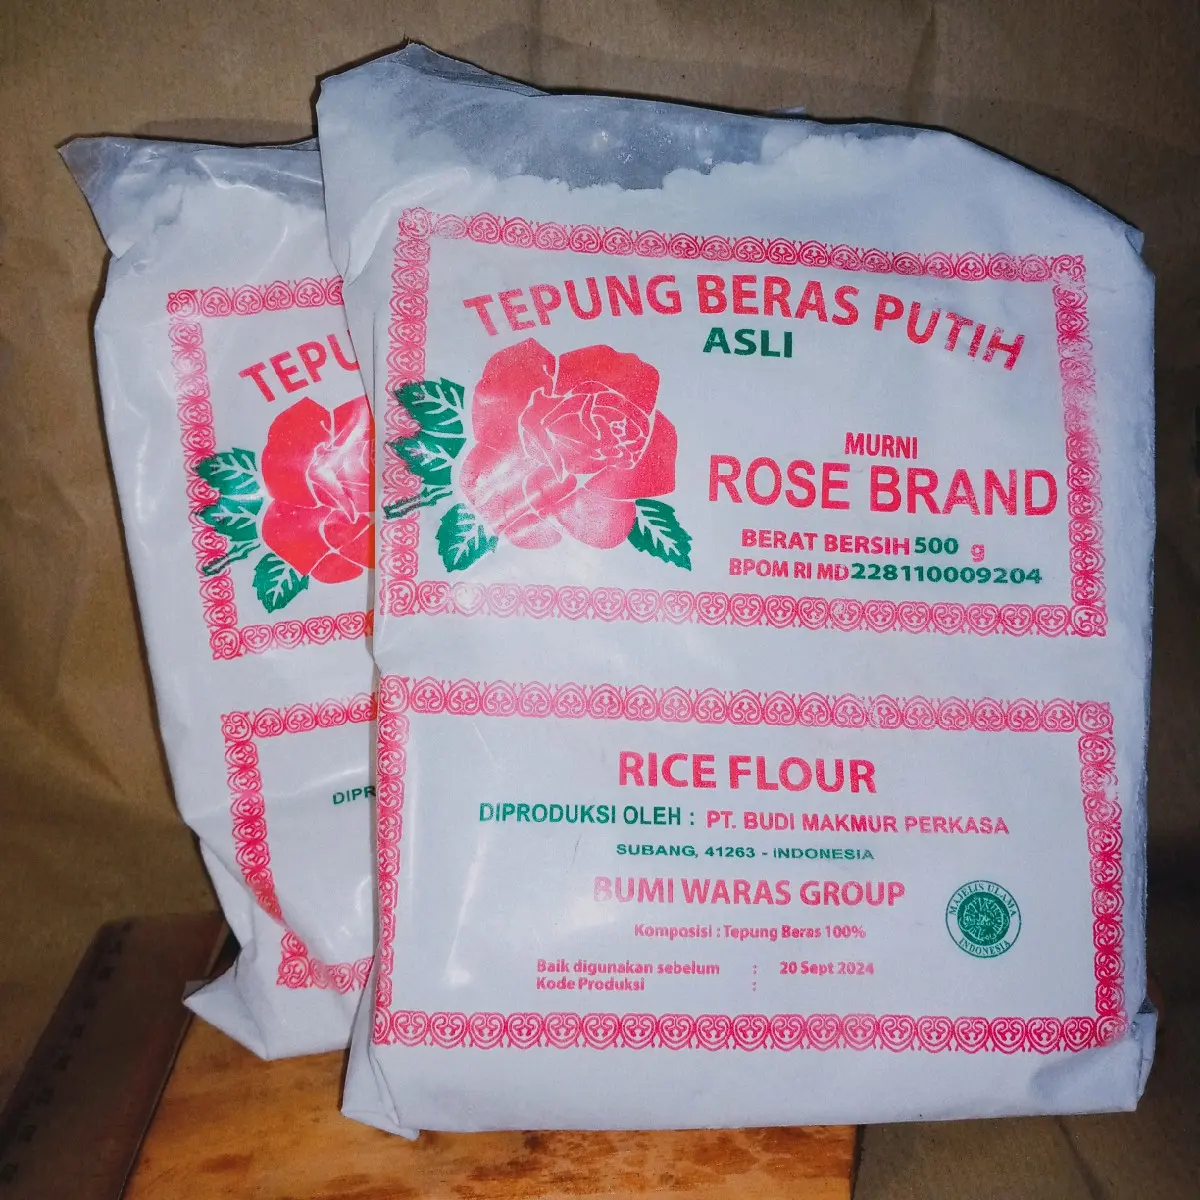 TEPUNG BERAS PUTIH
ASLI
MURNI
ROSE BRAND
BERAT BERSIH 500 g
BPOM RI MD 228110009204
RICE FLOUR
DIPRODUKSI OLEH : PT. BUDI MAKMUR PERKASA
SUBANG, 41263 - INDONESIA
BUMI WARAS GROUP
Komposisi : Tepung Beras 100%
Baik digunakan sebelum : 20 Sept 2024
Kode Produksi :
MAJELIS ULAMA
INDONESIA
TEPU
DIPR